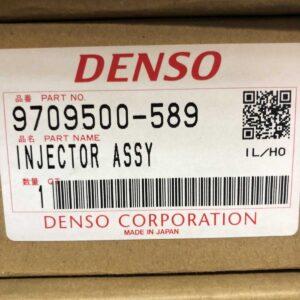 DENSO
品番 PART NO.
9709500-589
品名 PART NAME
INJECTOR ASSY
IL/HO
数量
1
DENSO CORPORATION
MADE IN JAPAN